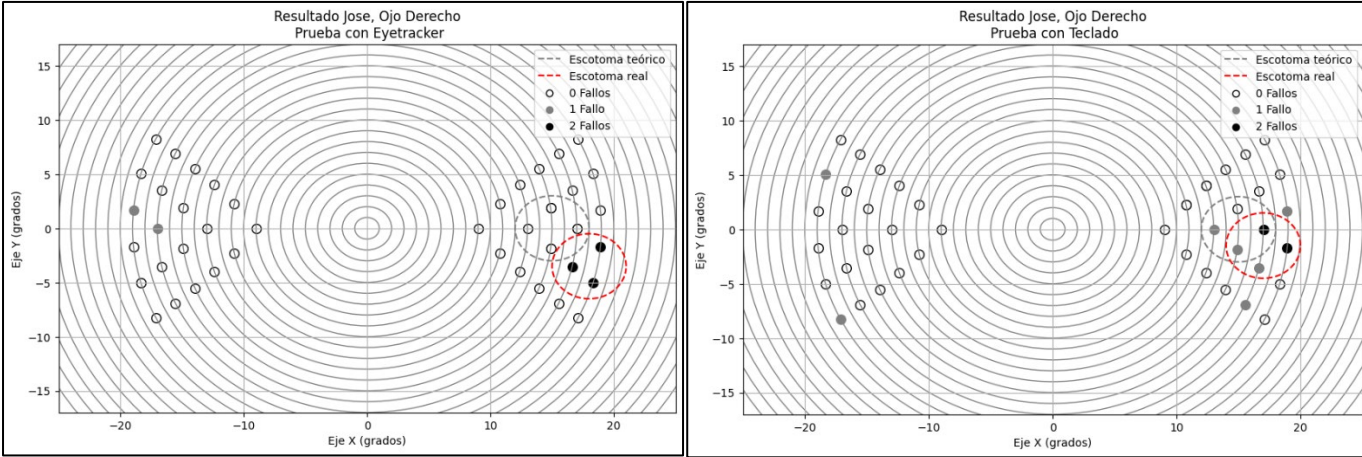 Resultado Jose, Ojo Derecho
Prueba con Eyetracker
Escotoma teórico
Escotoma real
0 Fallos
1 Fallo
2 Fallos
15
10
5
0
−5
−10
−15
Eje Y (grados)
−20
−10
0
10
20
Eje X (grados)
Resultado Jose, Ojo Derecho
Prueba con Teclado
Escotoma teórico
Escotoma real
0 Fallos
1 Fallo
2 Fallos
15
10
5
0
−5
−10
−15
Eje Y (grados)
−20
−10
0
10
20
Eje X (grados)